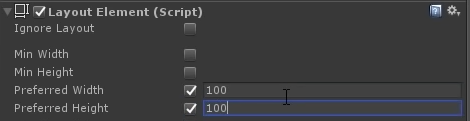 Layout Element (Script)
Ignore Layout
Min Width
Min Height
Preferred Width 100
Preferred Height 100